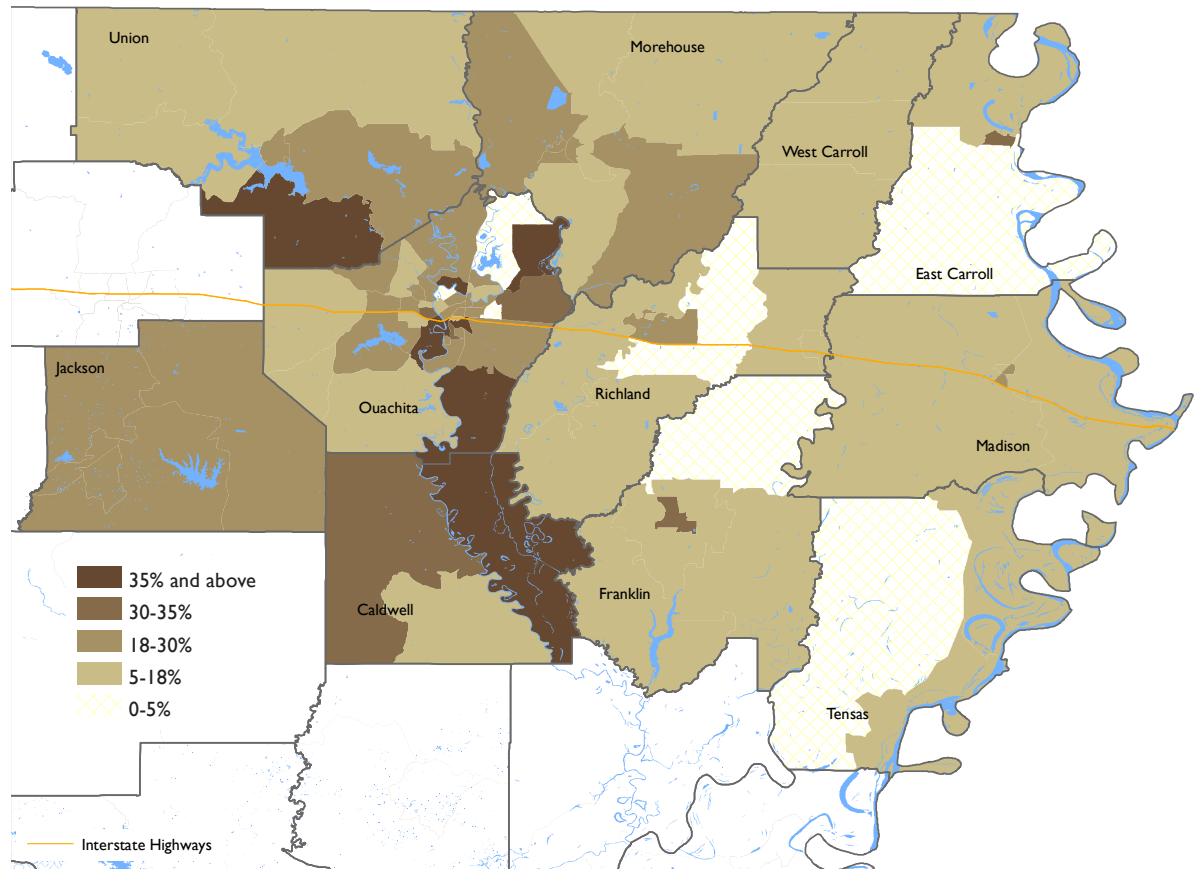 Union
Morehouse
West Carroll
East Carroll
Jackson
Ouachita
Richland
Madison
35% and above
30-35%
18-30%
5-18%
0-5%
Caldwell
Franklin
Tensas
Interstate Highways